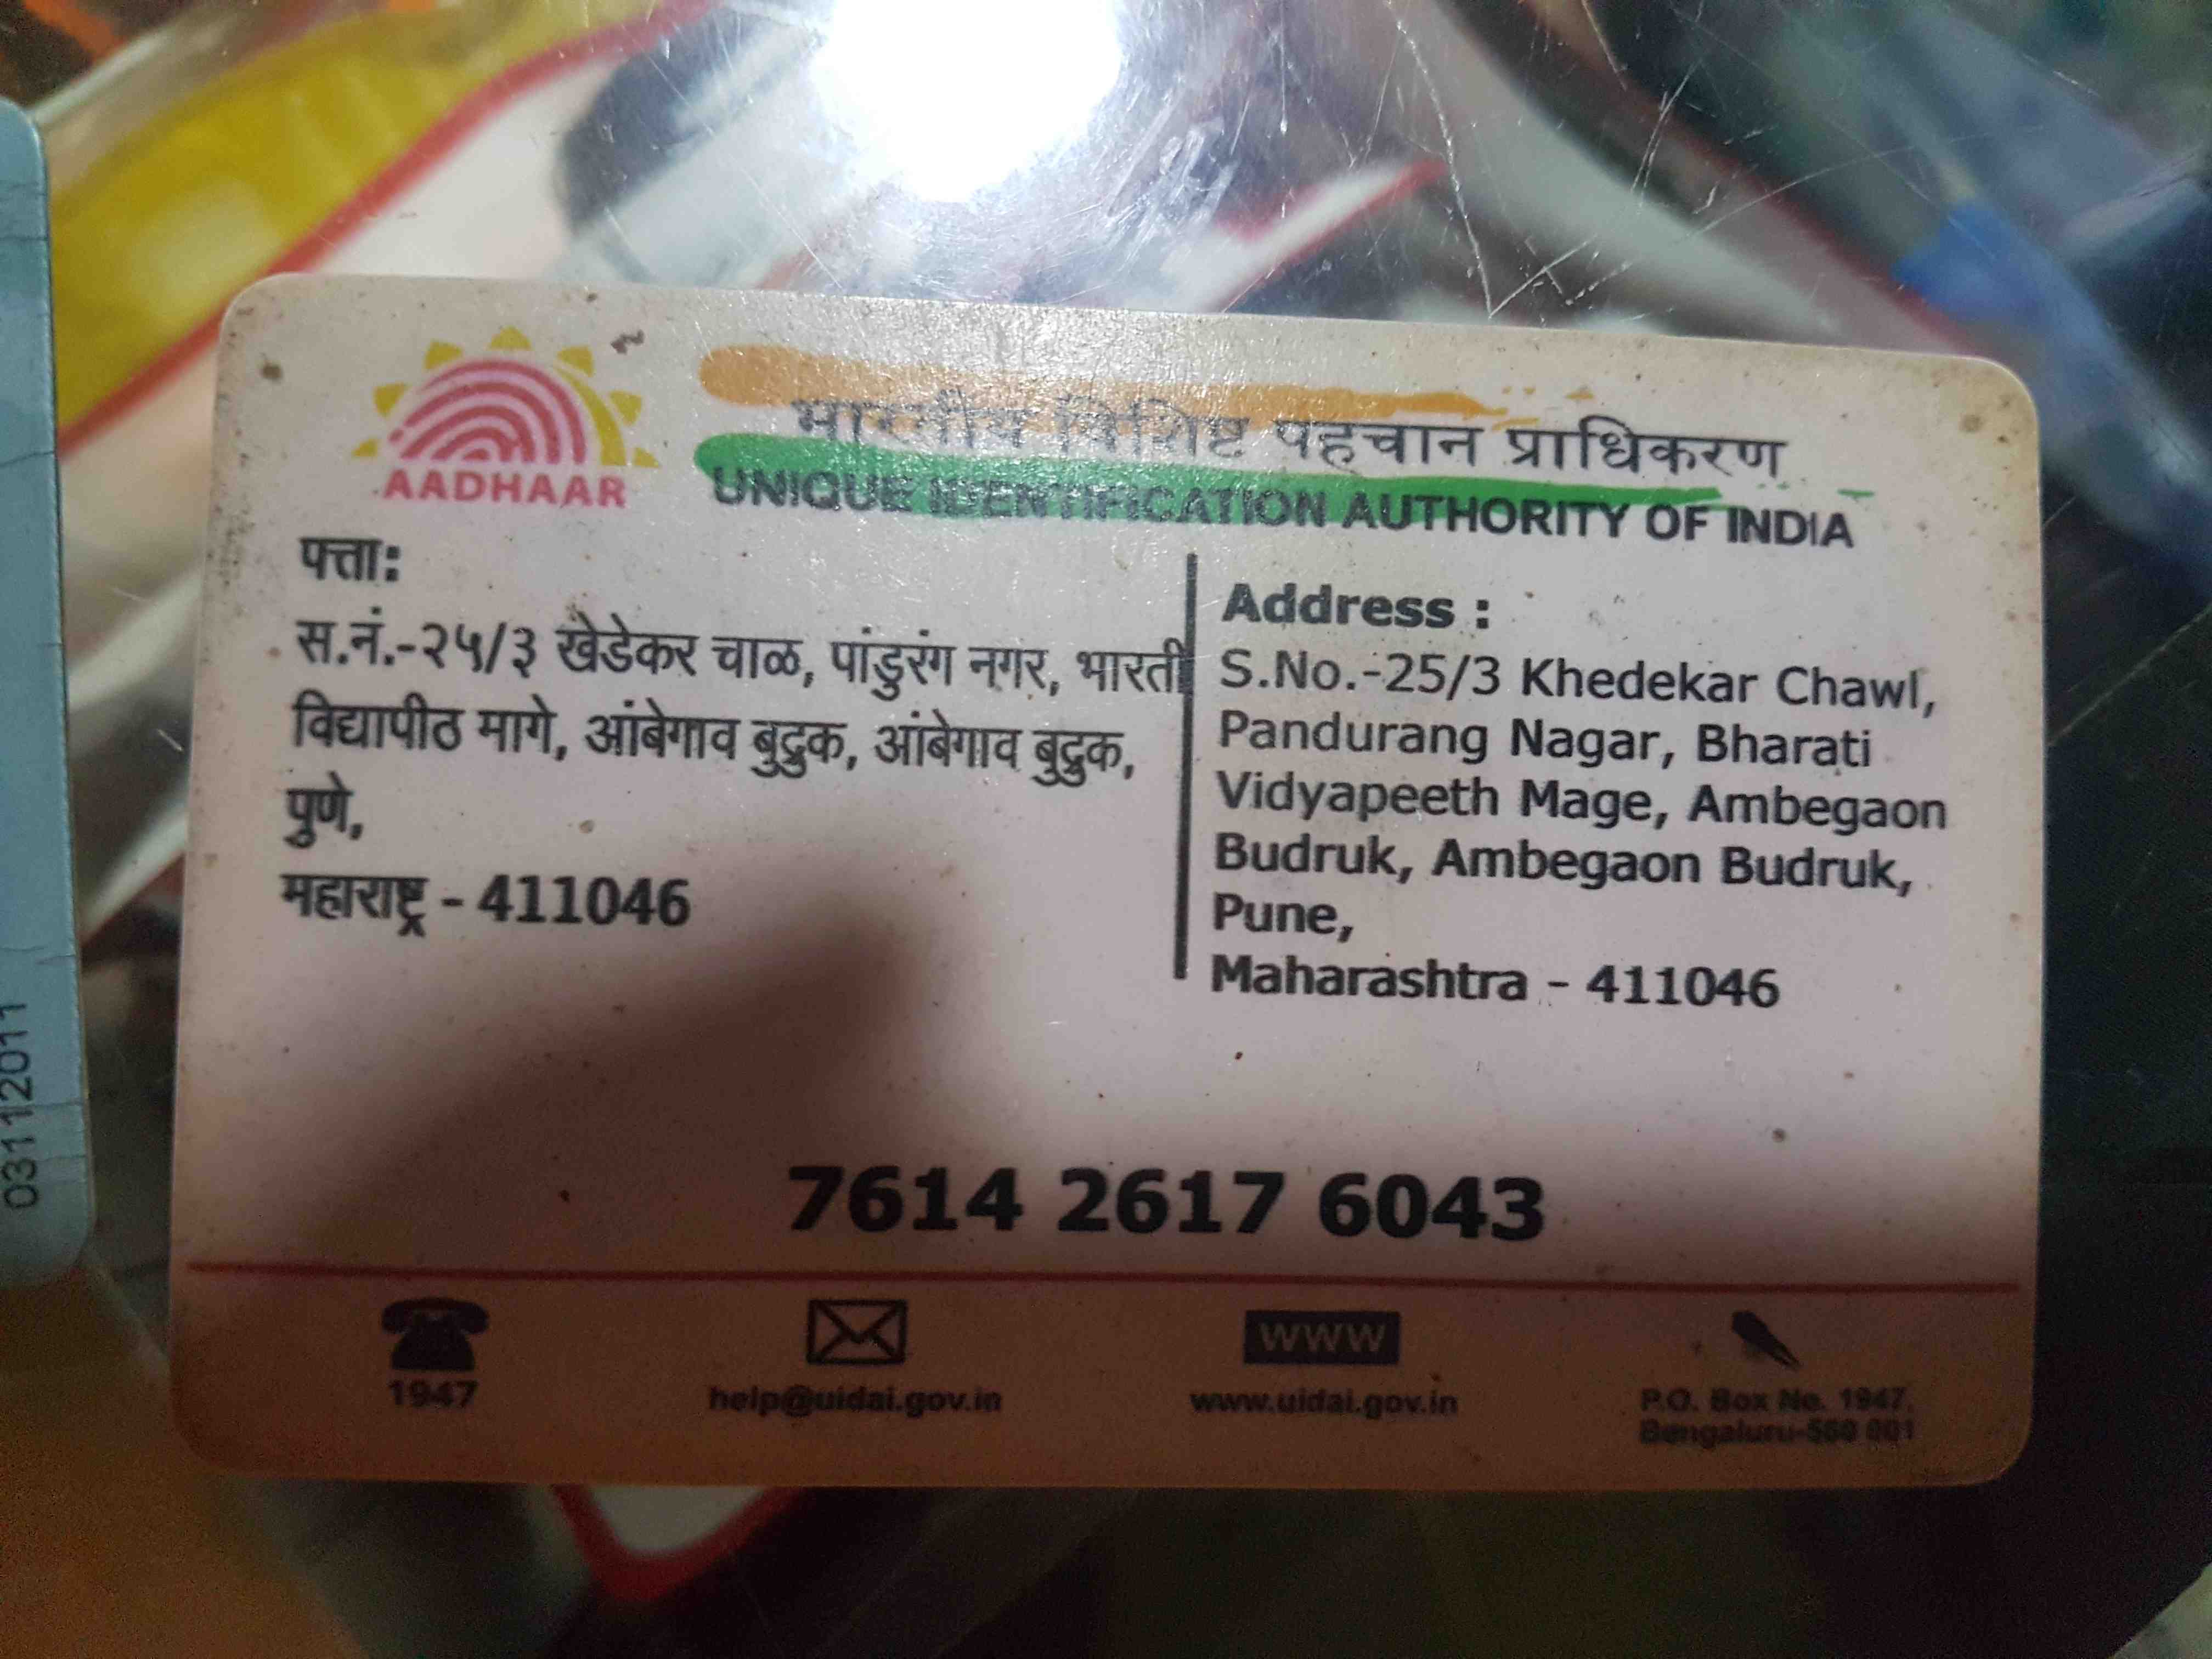 AADHAAR
भारतीय विशिष्ट पहचान प्राधिकरण
UNIQUE IDENTIFICATION AUTHORITY OF INDIA
पत्ता:
स.नं.-२५/३ खेडेकर चाळ, पांडुरंग नगर, भारती
विद्यापीठ मागे, आंबेगाव बुद्रुक, आंबेगाव बुद्रुक,
पुणे,
महाराष्ट्र - 411046
Address :
S.No.-25/3 Khedekar Chawl,
Pandurang Nagar, Bharati
Vidyapeeth Mage, Ambegaon
Budruk, Ambegaon Budruk,
Pune,
Maharashtra - 411046
7614 2617 6043
1947
help@uidai.gov.in
WWW
www.uidai.gov.in
P.O. Box No. 1947,
Bengaluru-560 001
03112011